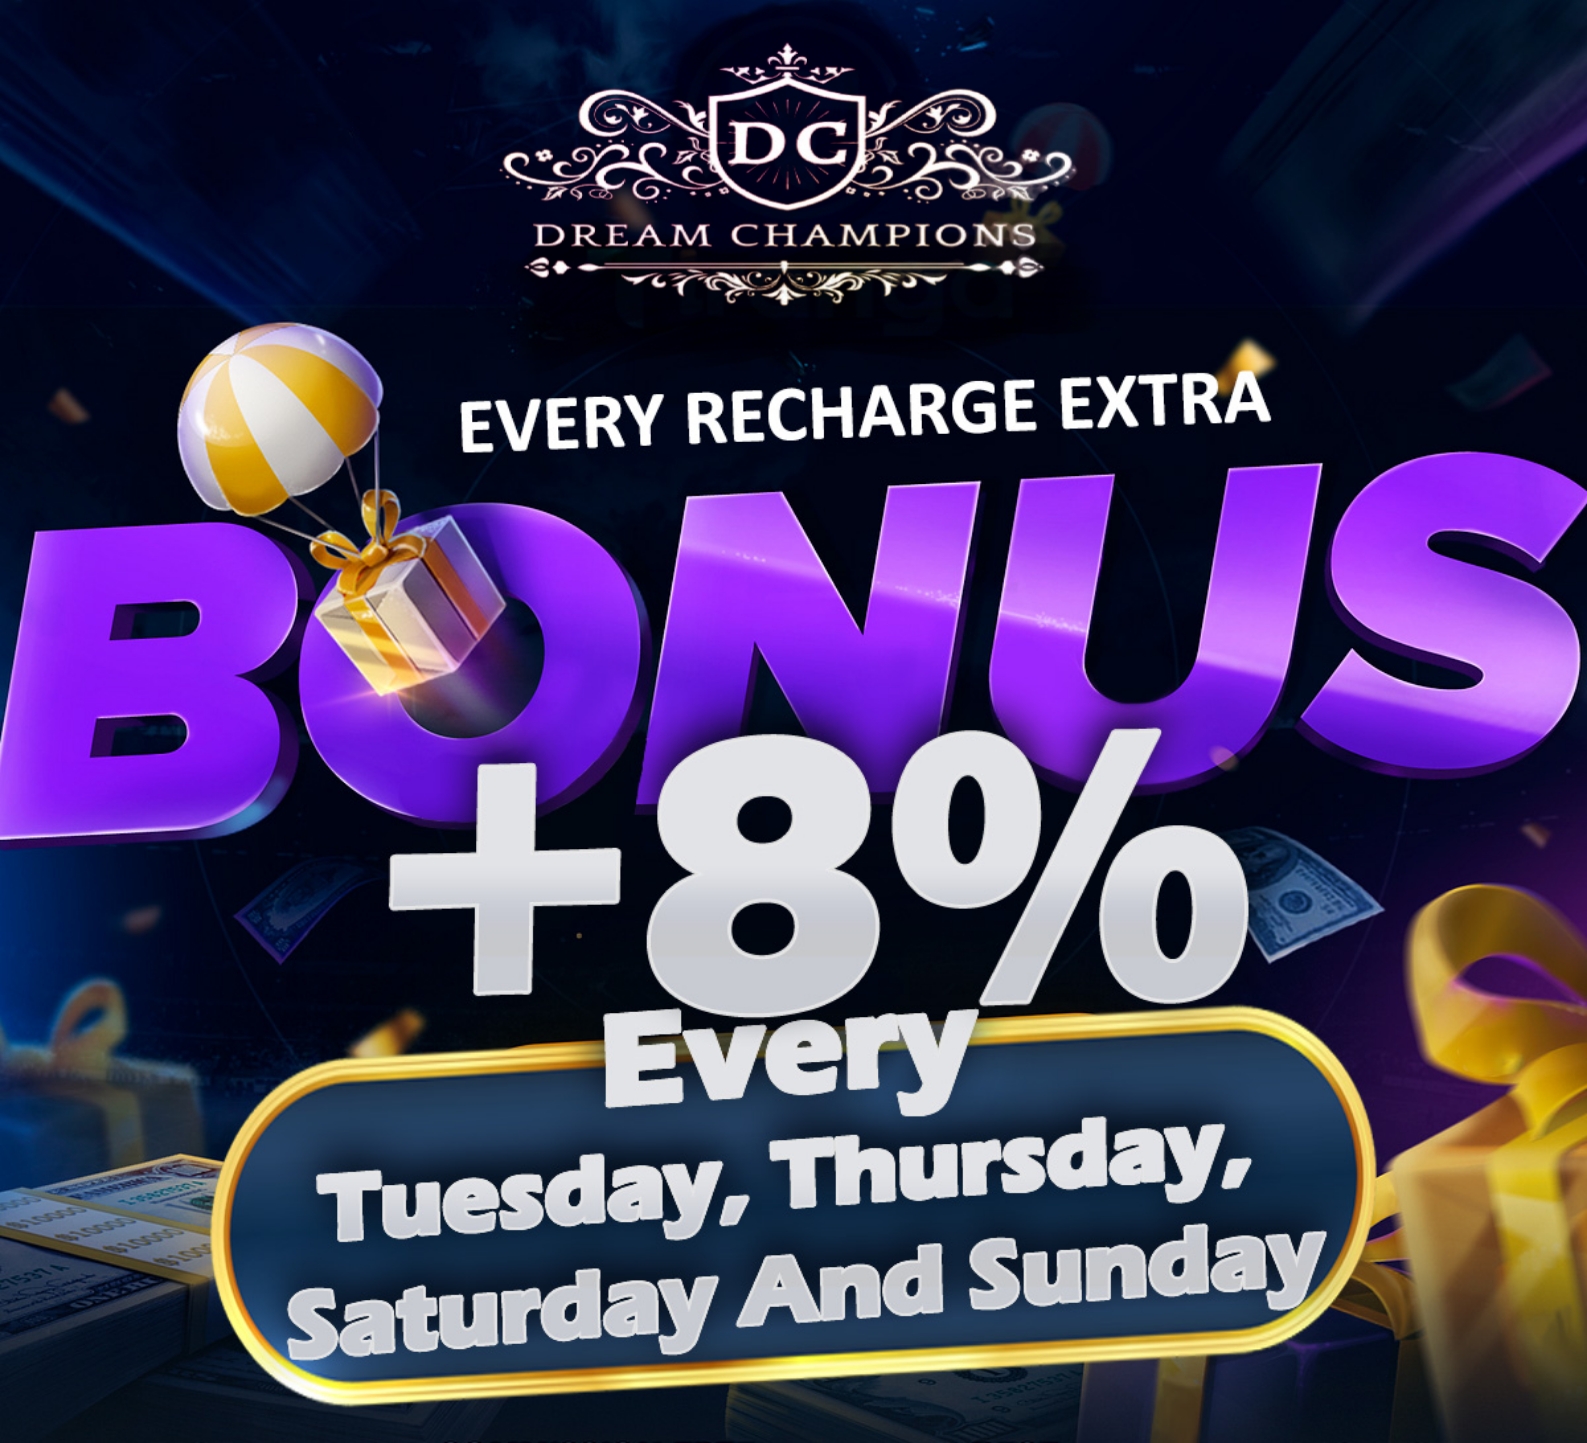 DC
DREAM CHAMPIONS
EVERY RECHARGE EXTRA
BONUS
+8%
Every
Tuesday, Thursday,
Saturday And Sunday